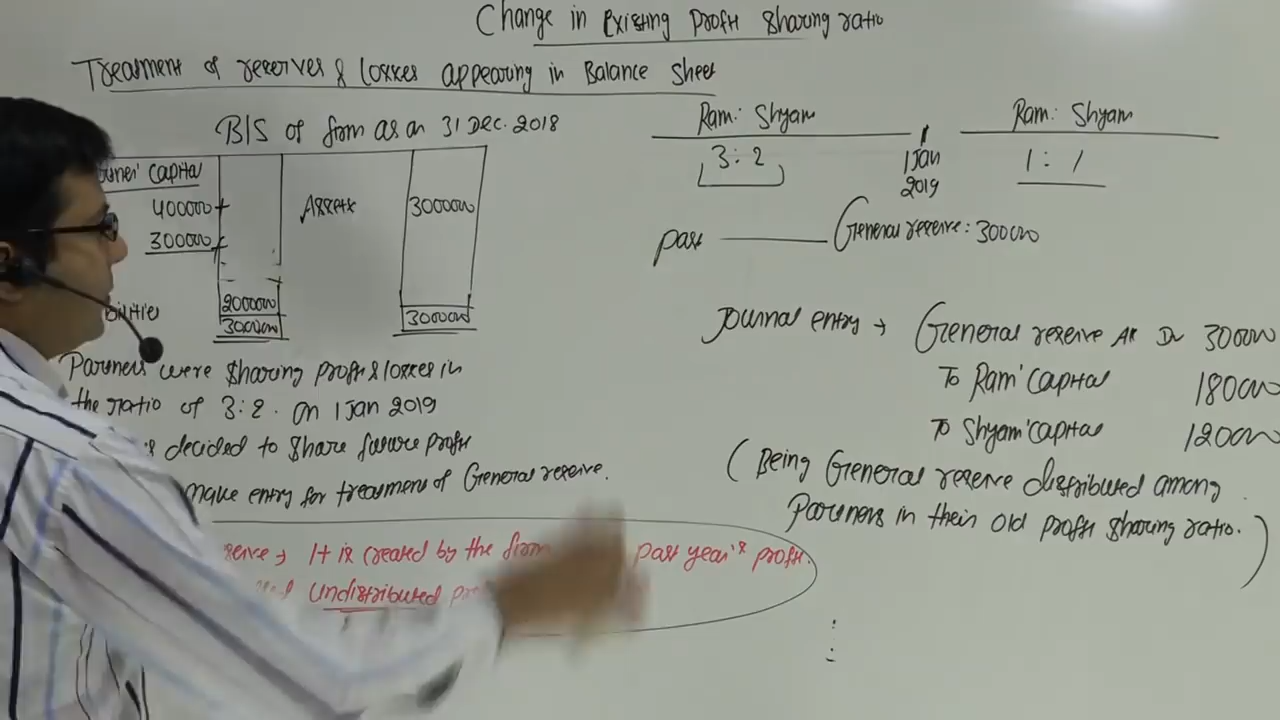 Change in Existing Profit Sharing ratio
Treatment of reserves & losses appearing in Balance Sheet
B/S of firm as on 31 Dec. 2018
Capital
400000
300000
Assets
3000000
2000000
3000000
3000000
Partners were sharing profit & losses in
the ratio of 3:2. on 1 Jan 2019
decided to share future profit
make entry for treatment of General reserve.
It is created by the firm past year's profit.
undistributed
Ram: Shyam
3:2
1 Jan
2019
Ram: Shyam
1: 1
past General reserve: 300000
Journal entry → General reserve A/c Dr 300000
To Ram' Capital 180000
To Shyam' Capital 120000
(Being General reserve distributed among
Partners in their old profit sharing ratio.)